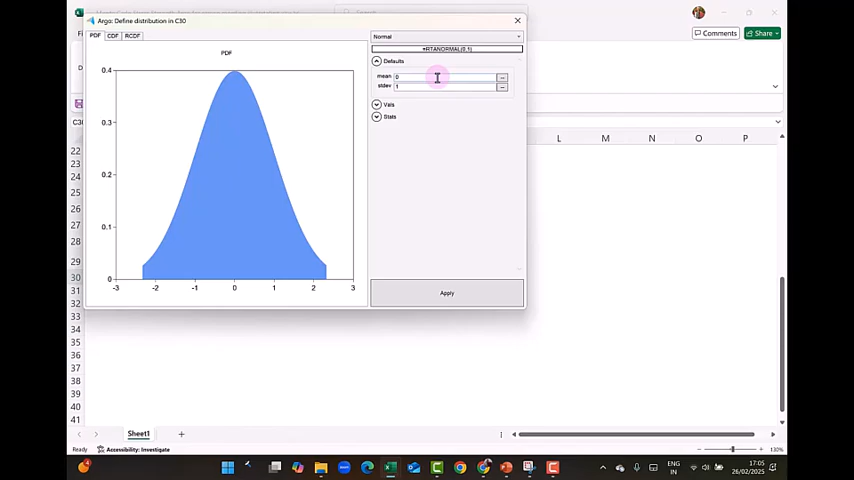 Argo: Define distribution in C30
PDF CDF RCDF
PDF
0.4
0.3
0.2
0.1
0
-3 -2 -1 0 1 2 3
Normal
=RTANORMAL(0,1)
Defaults
mean 0
stdev 1
Vals
Stats
Apply
Comments
Share
L M N O P
22
23
24
25
26
27
28
29
30
31
32
33
34
35
36
37
38
39
40
41
Sheet1
Ready
Accessibility: Investigate
130%
ENG
IN
17:05
26/02/2025